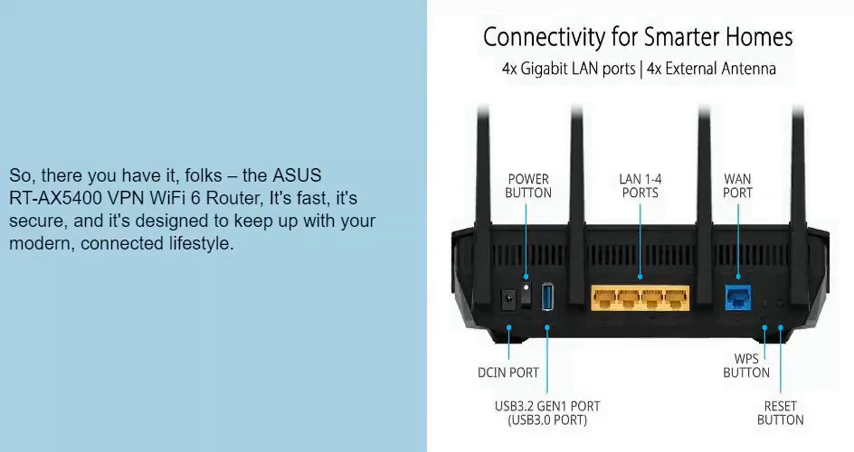 So, there you have it, folks – the ASUS
RT-AX5400 VPN WiFi 6 Router, It's fast, it's
secure, and it's designed to keep up with your
modern, connected lifestyle.
Connectivity for Smarter Homes
4x Gigabit LAN ports | 4x External Antenna
POWER
BUTTON
LAN 1-4
PORTS
WAN
PORT
DCIN PORT
USB3.2 GEN1 PORT
(USB3.0 PORT)
WPS
BUTTON
RESET
BUTTON